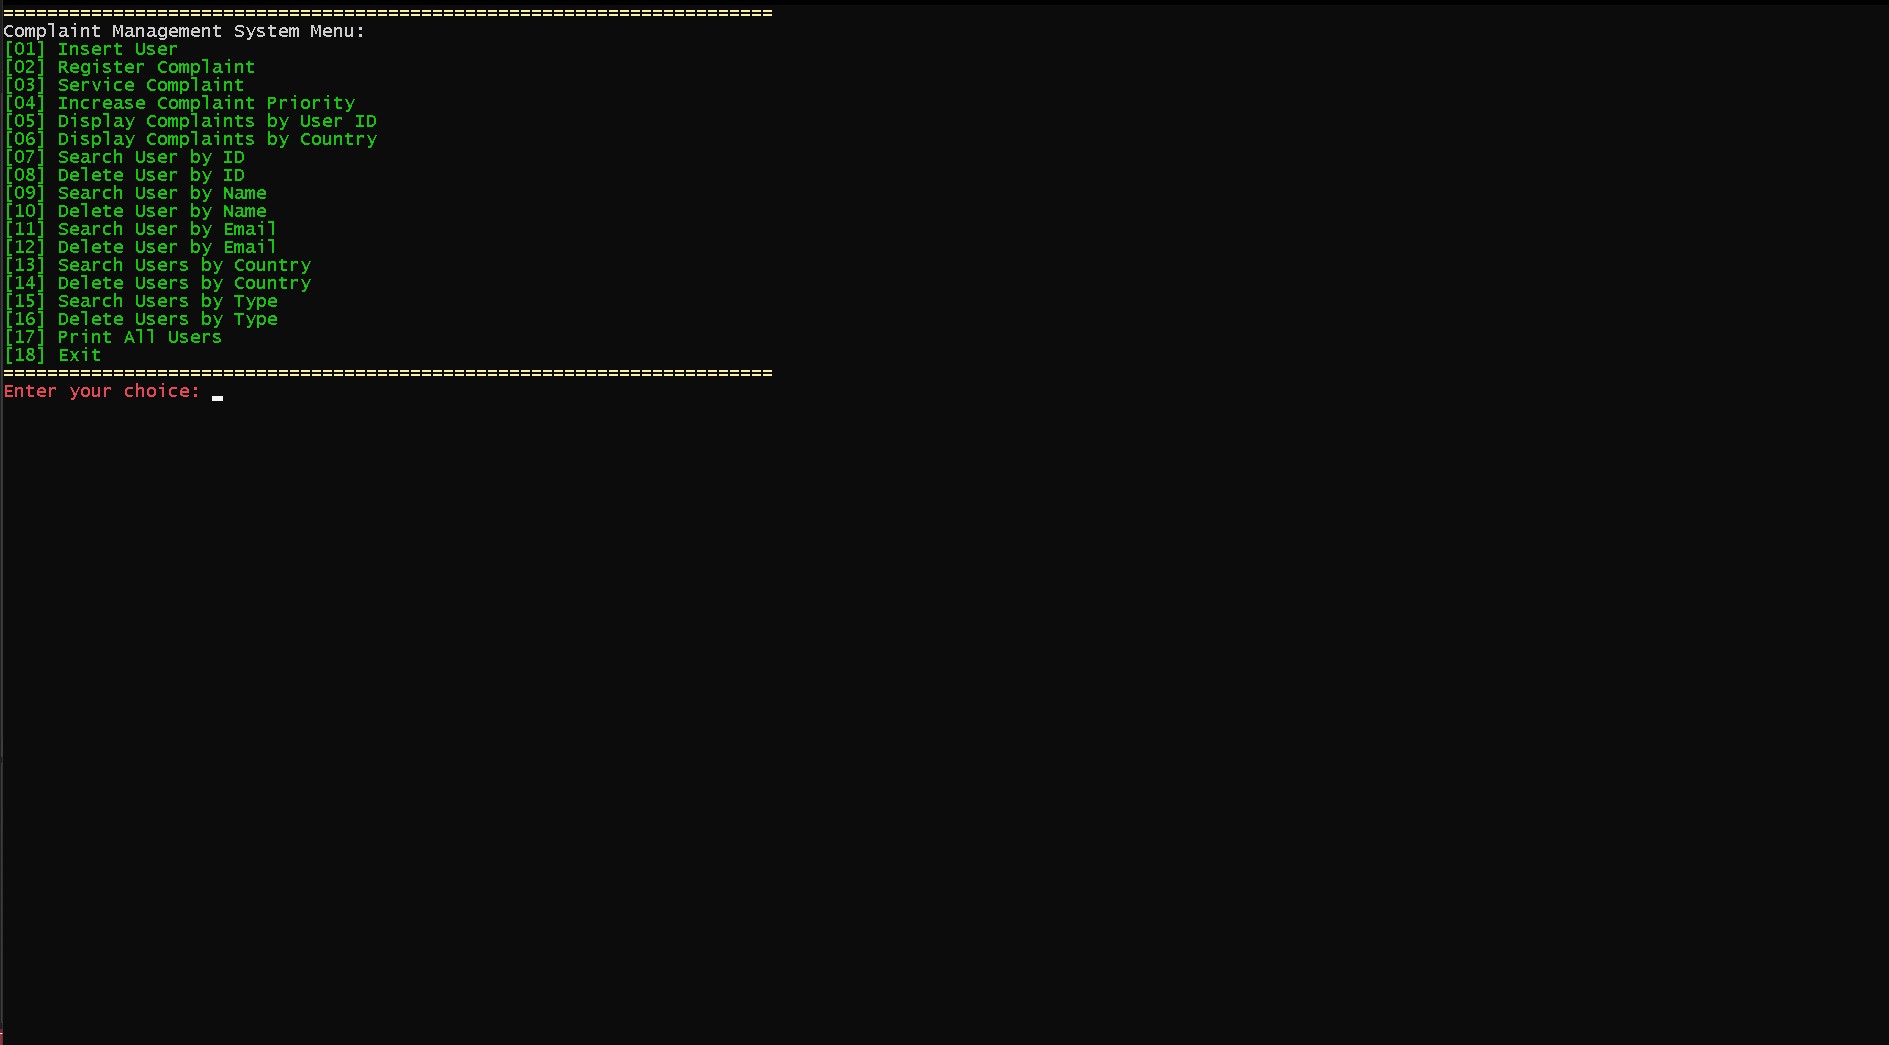 ======================================================================
Complaint Management System Menu:
[01] Insert User
[02] Register Complaint
[03] Service Complaint
[04] Increase Complaint Priority
[05] Display Complaints by User ID
[06] Display Complaints by Country
[07] Search User by ID
[08] Delete User by ID
[09] Search User by Name
[10] Delete User by Name
[11] Search User by Email
[12] Delete User by Email
[13] Search Users by Country
[14] Delete Users by Country
[15] Search Users by Type
[16] Delete Users by Type
[17] Print All Users
[18] Exit
======================================================================
Enter your choice: